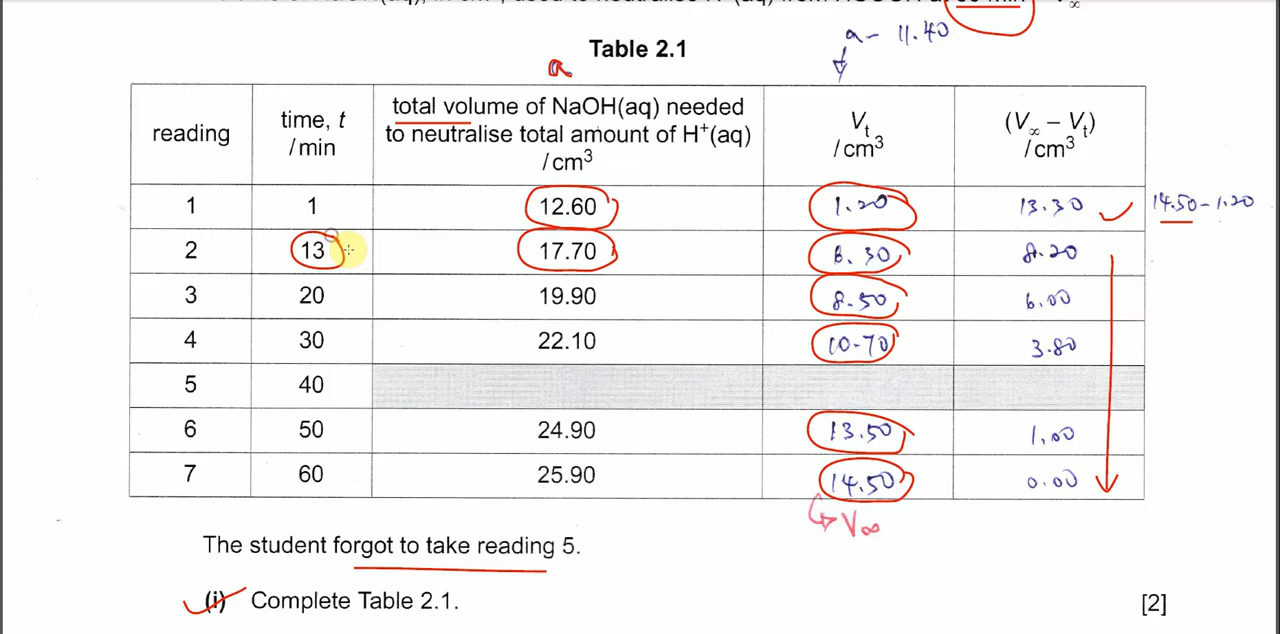 a - 11.40
Table 2.1
a
reading
time, t
/min
total volume of NaOH(aq) needed
to neutralise total amount of H⁺(aq)
/cm³
Vₜ
/cm³
(V∞ – Vₜ)
/cm³
1 1 12.60 1.20 13.30 14.50-1.20
2 13 17.70 6.30 8.20
3 20 19.90 8.50 6.00
4 30 22.10 10.70 3.80
5 40
6 50 24.90 13.50 1.00
7 60 25.90 14.50 0.00
V∞
The student forgot to take reading 5.
(i) Complete Table 2.1. [2]